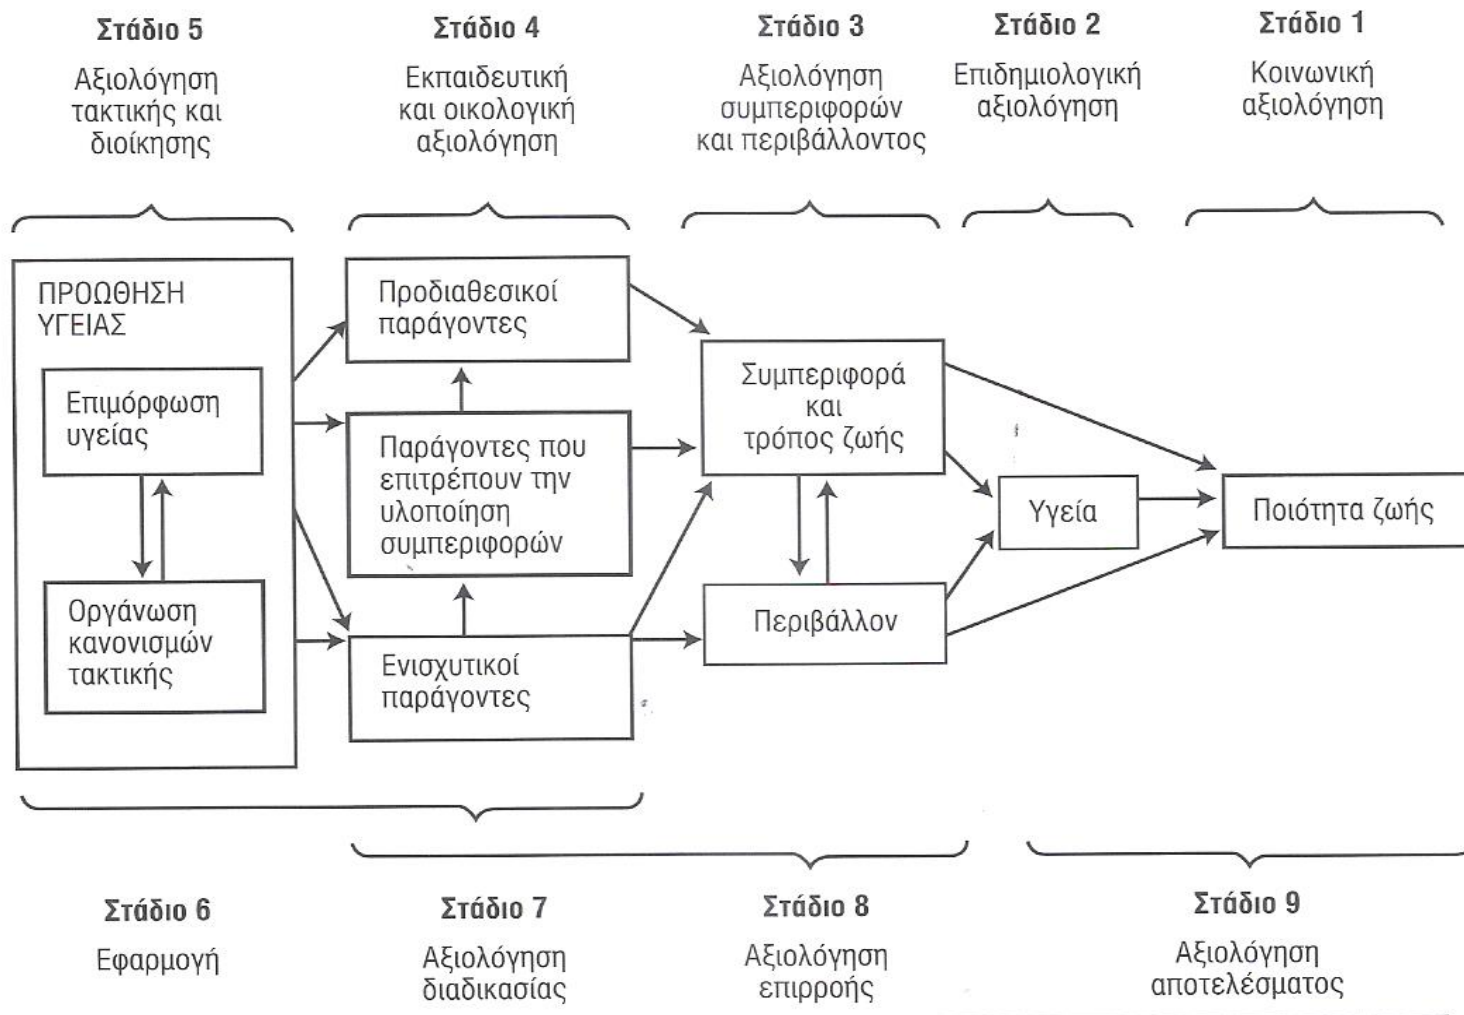 Στάδιο 5
Αξιολόγηση
τακτικής και
διοίκησης
Στάδιο 4
Εκπαιδευτική
και οικολογική
αξιολόγηση
Στάδιο 3
Αξιολόγηση
συμπεριφορών
και περιβάλλοντος
Στάδιο 2
Επιδημιολογική
αξιολόγηση
Στάδιο 1
Κοινωνική
αξιολόγηση
ΠΡΟΩΘΗΣΗ
ΥΓΕΙΑΣ
Επιμόρφωση
υγείας
Οργάνωση
κανονισμών
τακτικής
Προδιαθεσικοί
παράγοντες
Παράγοντες που
επιτρέπουν την
υλοποίηση
συμπεριφορών
Ενισχυτικοί
παράγοντες
Συμπεριφορά
και
τρόπος ζωής
Περιβάλλον
Υγεία
Ποιότητα ζωής
Στάδιο 6
Εφαρμογή
Στάδιο 7
Αξιολόγηση
διαδικασίας
Στάδιο 8
Αξιολόγηση
επιρροής
Στάδιο 9
Αξιολόγηση
αποτελέσματος